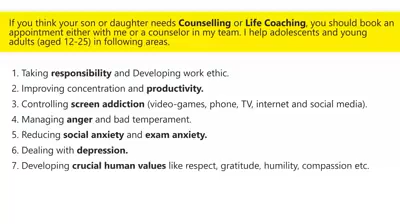 If you think your son or daughter needs Counselling or Life Coaching, you should book an
appointment either with me or a counselor in my team. I help adolescents and young
adults (aged 12-25) in following areas.
1. Taking responsibility and Developing work ethic.
2. Improving concentration and productivity.
3. Controlling screen addiction (video-games, phone, TV, internet and social media).
4. Managing anger and bad temperament.
5. Reducing social anxiety and exam anxiety.
6. Dealing with depression.
7. Developing crucial human values like respect, gratitude, humility, compassion etc.